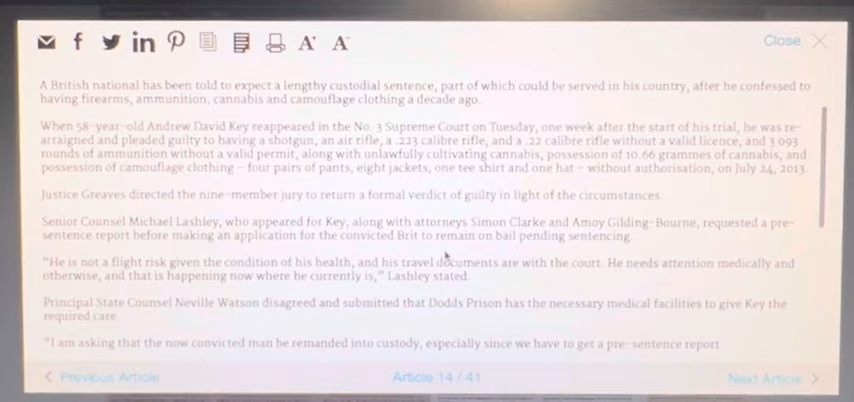 f in A+ A- Close
A British national has been told to expect a lengthy custodial sentence, part of which could be served in his country, after he confessed to
having firearms, ammunition, cannabis and camouflage clothing a decade ago.
When 58-year-old Andrew David Key reappeared in the No. 3 Supreme Court on Tuesday, one week after the start of his trial, he was re-
arraigned and pleaded guilty to having a shotgun, an air rifle, a .223 calibre rifle, and a .22 calibre rifle without a valid licence, and 3 093
rounds of ammunition without a valid permit, along with unlawfully cultivating cannabis, possession of 10.66 grammes of cannabis, and
possession of camouflage clothing – four pairs of pants, eight jackets, one tee shirt and one hat – without authorisation, on July 24, 2013.
Justice Greaves directed the nine-member jury to return a formal verdict of guilty in light of the circumstances.
Senior Counsel Michael Lashley, who appeared for Key, along with attorneys Simon Clarke and Amoy Gilding-Bourne, requested a pre-
sentence report before making an application for the convicted Brit to remain on bail pending sentencing.
"He is not a flight risk given the condition of his health, and his travel documents are with the court. He needs attention medically and
otherwise, and that is happening now where he currently is," Lashley stated.
Principal State Counsel Neville Watson disagreed and submitted that Dodds Prison has the necessary medical facilities to give Key the
required care.
"I am asking that the now convicted man be remanded into custody, especially since we have to get a pre-sentence report
Previous Article Article 14 / 41 Next Article